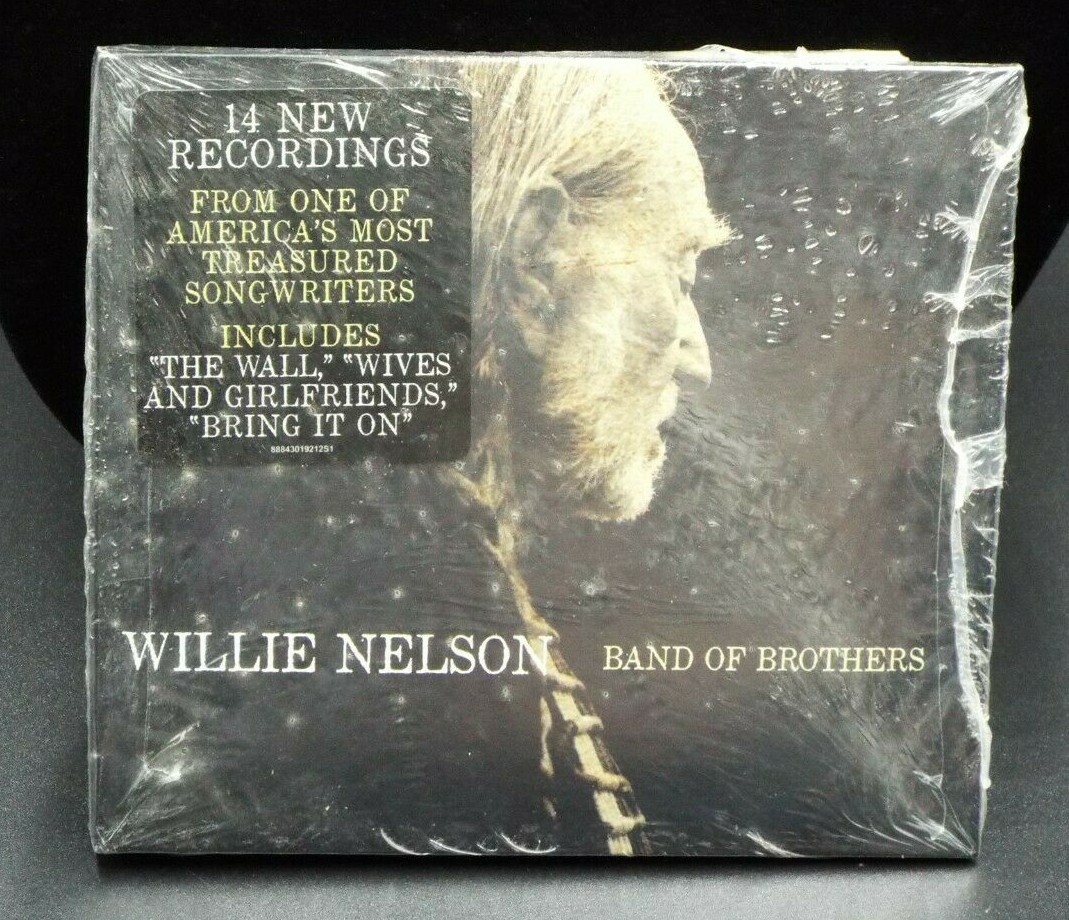 14 NEW
RECORDINGS
FROM ONE OF
AMERICA'S MOST
TREASURED
SONGWRITERS
INCLUDES
"THE WALL," "WIVES
AND GIRLFRIENDS,"
"BRING IT ON"
88843019212S1
WILLIE NELSON BAND OF BROTHERS